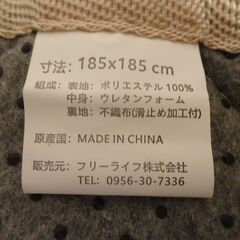 寸法: 185x185 cm
組成: 表地: ポリエステル 100%
中身: ウレタンフォーム
裏地: 不織布(滑止め加工付)
原産国: MADE IN CHINA
販売元: フリーライフ株式会社
TEL: 0956-30-7336